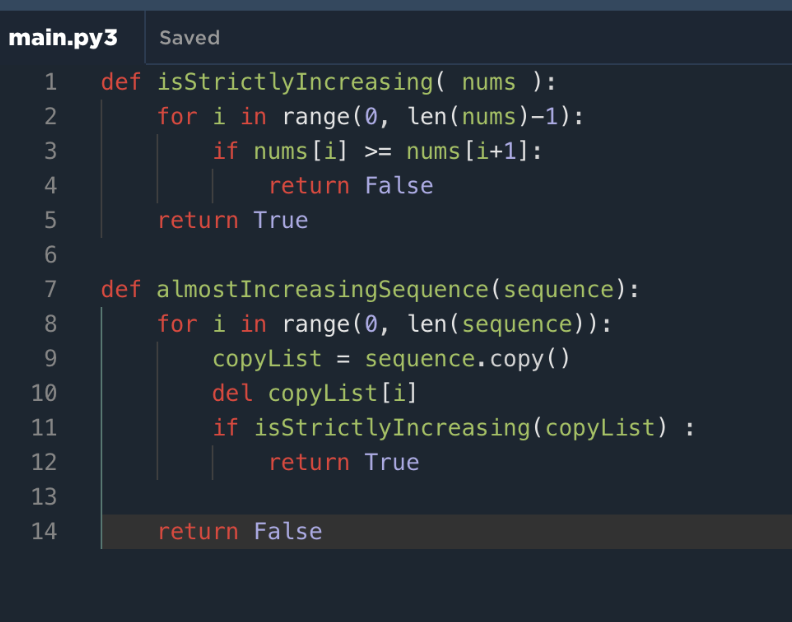 main.py3 Saved
1 def isStrictlyIncreasing( nums ):
2     for i in range(0, len(nums)-1):
3         if nums[i] >= nums[i+1]:
4             return False
5     return True
6
7 def almostIncreasingSequence(sequence):
8     for i in range(0, len(sequence)):
9         copyList = sequence.copy()
10         del copyList[i]
11         if isStrictlyIncreasing(copyList) :
12             return True
13
14     return False